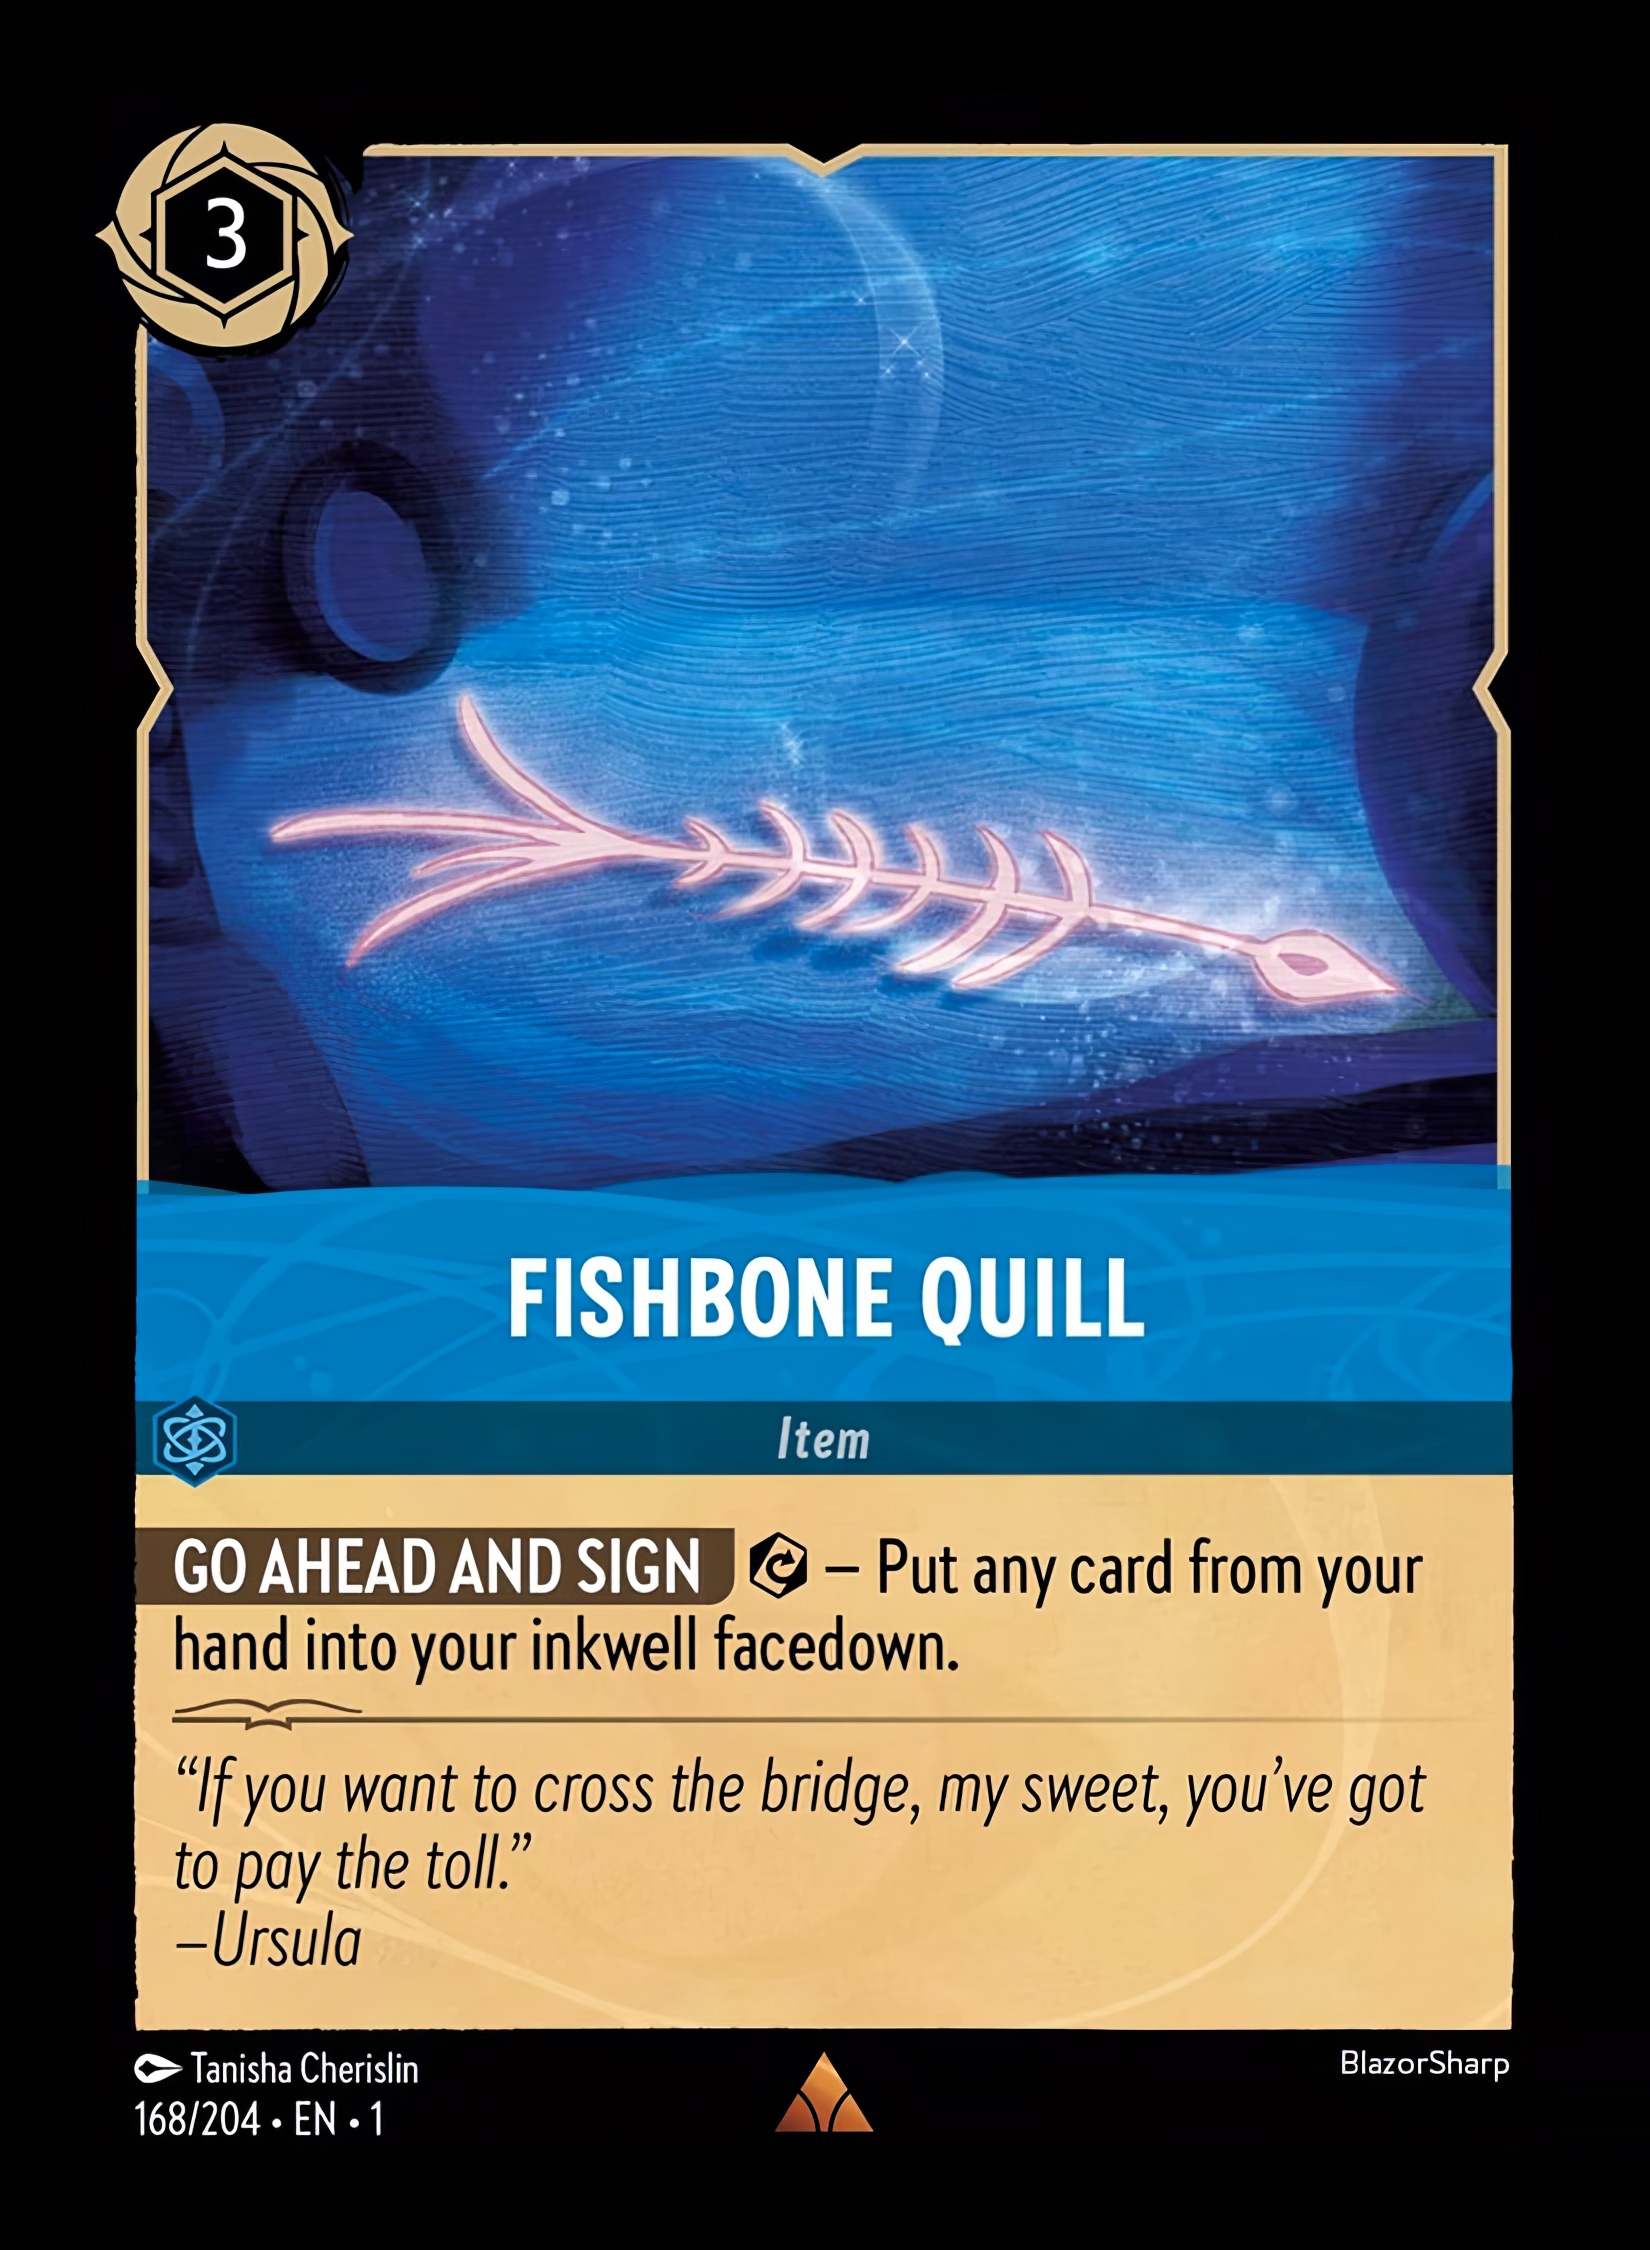 3
FISHBONE QUILL
Item
GO AHEAD AND SIGN – Put any card from your
hand into your inkwell facedown.
“If you want to cross the bridge, my sweet, you’ve got
to pay the toll.”
–Ursula
Tanisha Cherislin
BlazorSharp
168/204 • EN • 1